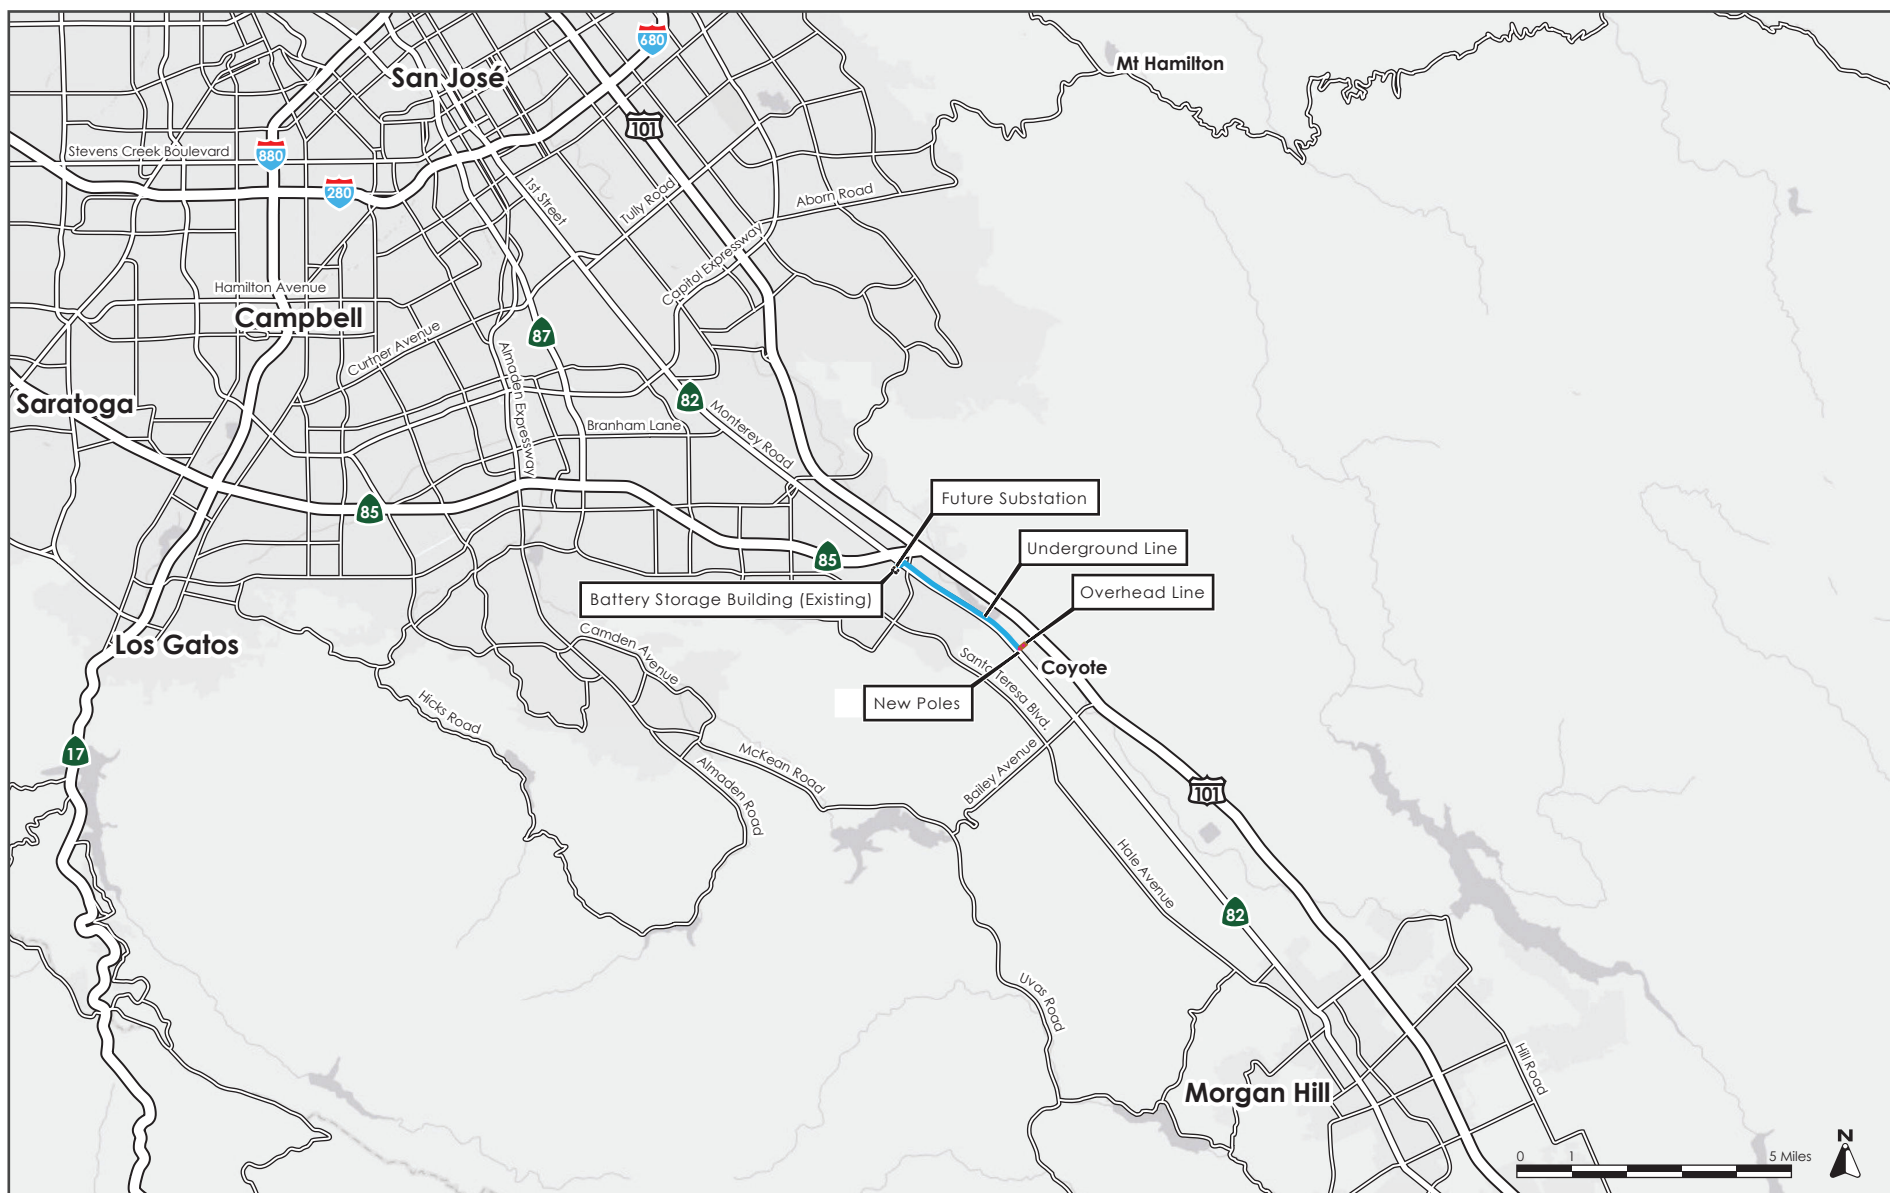 680
San José
Mt Hamilton
101
Stevens Creek Boulevard
880
280
1st Street
Tully Road
Aborn Road
Capitol Expressway
Hamilton Avenue
Campbell
87
Curtner Avenue
Almaden Expressway
Saratoga
82
Monterey Road
Branham Lane
85
Future Substation
Underground Line
85
Overhead Line
Battery Storage Building (Existing)
Los Gatos
Camden Avenue
Santa Teresa Blvd.
Coyote
Hicks Road
New Poles
17
McKean Road
Almaden Road
Bailey Avenue
101
Hale Avenue
82
Uvas Road
Hill Road
Morgan Hill
0 1 5 Miles
N